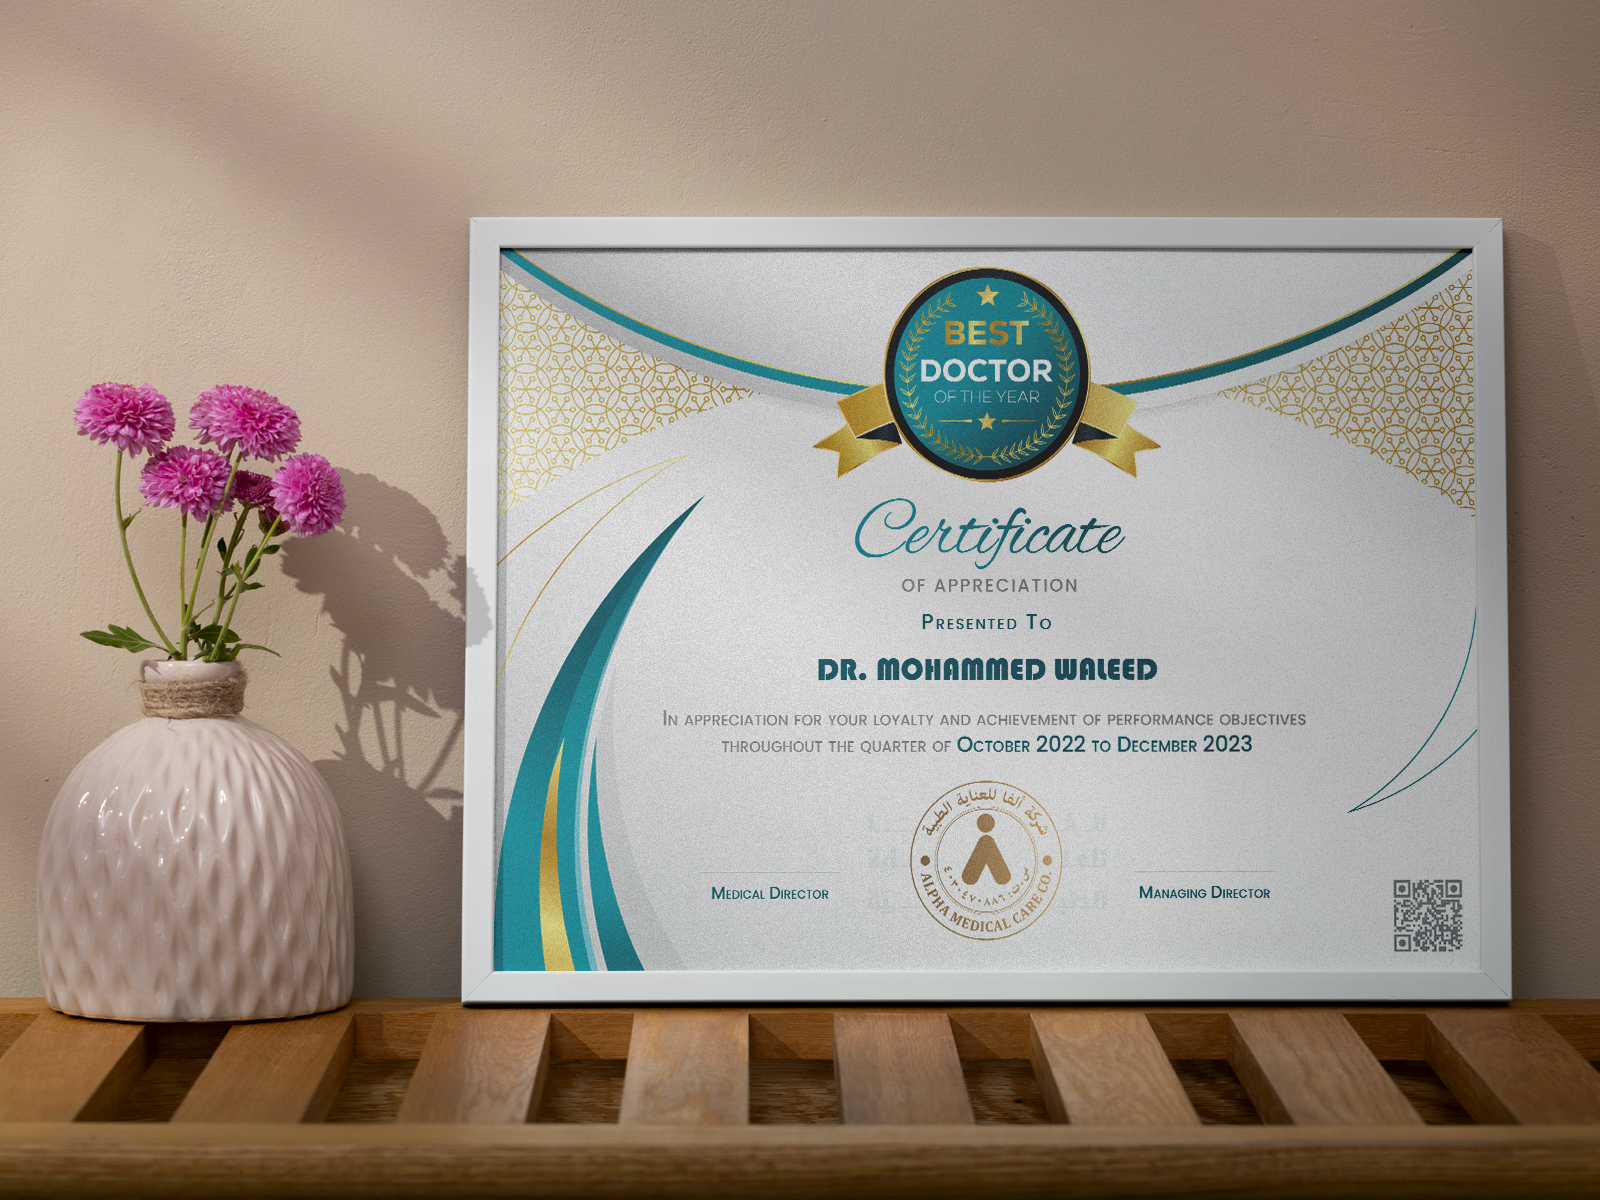 BEST
DOCTOR
OF THE YEAR
Certificate
OF APPRECIATION
PRESENTED TO
DR. MOHAMMED WALEED
IN APPRECIATION FOR YOUR LOYALTY AND ACHIEVEMENT OF PERFORMANCE OBJECTIVES
THROUGHOUT THE QUARTER OF OCTOBER 2022 TO DECEMBER 2023
شركة ألفا للعناية الطبية
ALPHA MEDICAL CARE CO.
MEDICAL DIRECTOR
MANAGING DIRECTOR